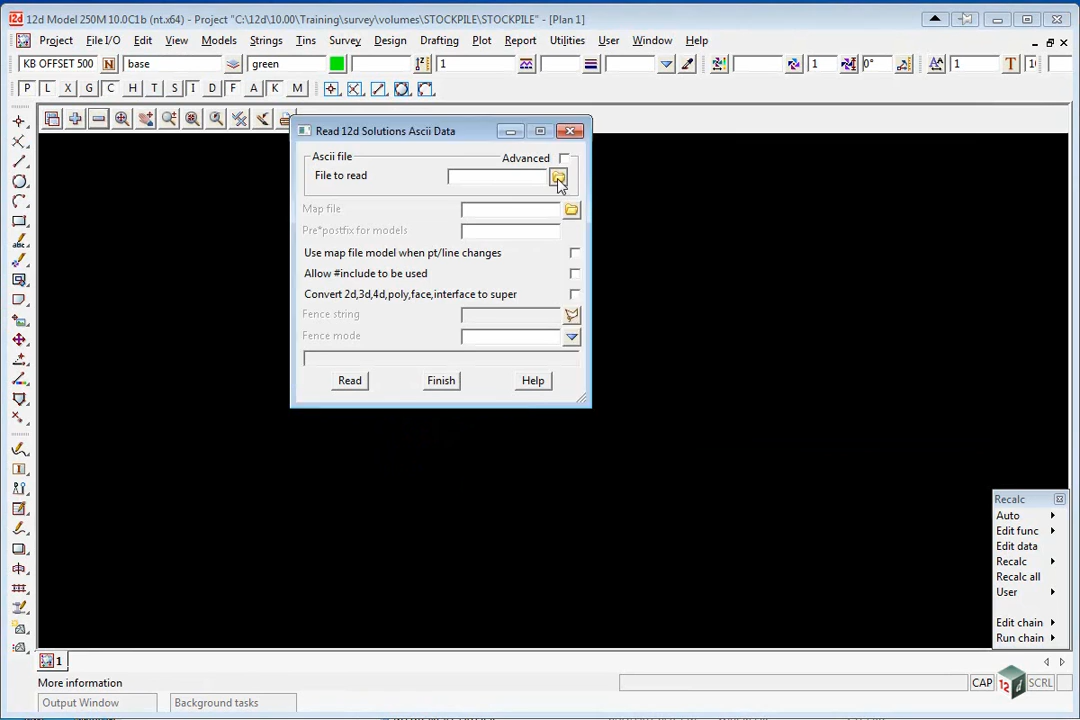 12d Model 250M 10.0C1b (nt.x64) - Project "C:\12d\10.00\Training\survey\volumes\STOCKPILE\STOCKPILE" - [Plan 1]
Project File I/O Edit View Models Strings Tins Survey Design Drafting Plot Report Utilities User Window Help
KB OFFSET 500 N base green 1 1 0° 1 T
P L X G C H T S I D F A K M
Read 12d Solutions Ascii Data
Ascii file
Advanced
File to read
Map file
Pre*postfix for models
Use map file model when pt/line changes
Allow #include to be used
Convert 2d,3d,4d,poly,face,interface to super
Fence string
Fence mode
Read Finish Help
Recalc
Auto
Edit func
Edit data
Recalc
Recalc all
User
Edit chain
Run chain
1
More information
CAP
SCRL
12d
Output Window
Background tasks